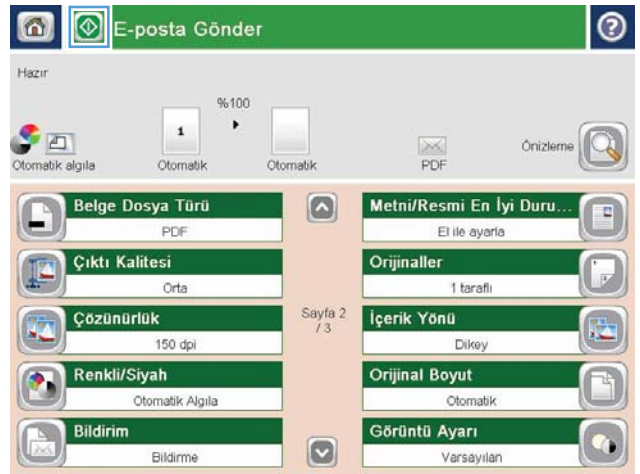 E-posta Gönder
Hazır
%100
1
Otomatik algıla
Otomatik
Otomatik
PDF
Önizleme
Belge Dosya Türü
PDF
Çıktı Kalitesi
Orta
Çözünürlük
150 dpi
Renkli/Siyah
Otomatik Algıla
Bildirim
Bildirme
Sayfa 2
/ 3
Metni/Resmi En İyi Duru...
El ile ayarla
Orijinaller
1 taraflı
İçerik Yönü
Dikey
Orijinal Boyut
Otomatik
Görüntü Ayarı
Varsayılan